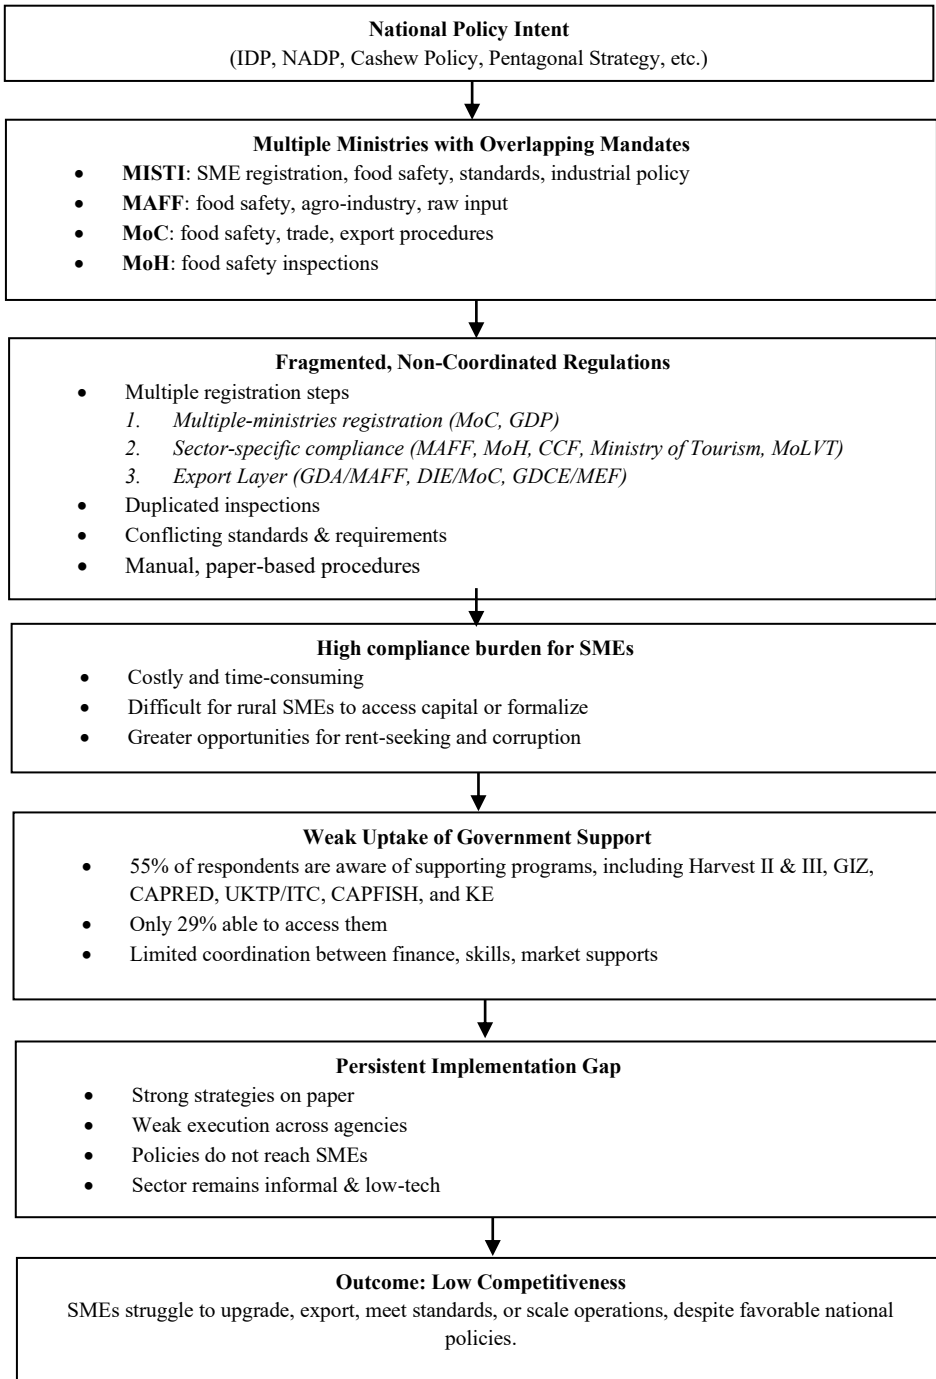 National Policy Intent
(IDP, NADP, Cashew Policy, Pentagonal Strategy, etc.)
Multiple Ministries with Overlapping Mandates
• MISTI: SME registration, food safety, standards, industrial policy
• MAFF: food safety, agro-industry, raw input
• MoC: food safety, trade, export procedures
• MoH: food safety inspections
Fragmented, Non-Coordinated Regulations
• Multiple registration steps
1. Multiple-ministries registration (MoC, GDP)
2. Sector-specific compliance (MAFF, MoH, CCF, Ministry of Tourism, MoLVT)
3. Export Layer (GDA/MAFF, DIE/MoC, GDCE/MEF)
• Duplicated inspections
• Conflicting standards & requirements
• Manual, paper-based procedures
High compliance burden for SMEs
• Costly and time-consuming
• Difficult for rural SMEs to access capital or formalize
• Greater opportunities for rent-seeking and corruption
Weak Uptake of Government Support
• 55% of respondents are aware of supporting programs, including Harvest II & III, GIZ,
CAPRED, UKTP/ITC, CAPFISH, and KE
• Only 29% able to access them
• Limited coordination between finance, skills, market supports
Persistent Implementation Gap
• Strong strategies on paper
• Weak execution across agencies
• Policies do not reach SMEs
• Sector remains informal & low-tech
Outcome: Low Competitiveness
SMEs struggle to upgrade, export, meet standards, or scale operations, despite favorable national
policies.